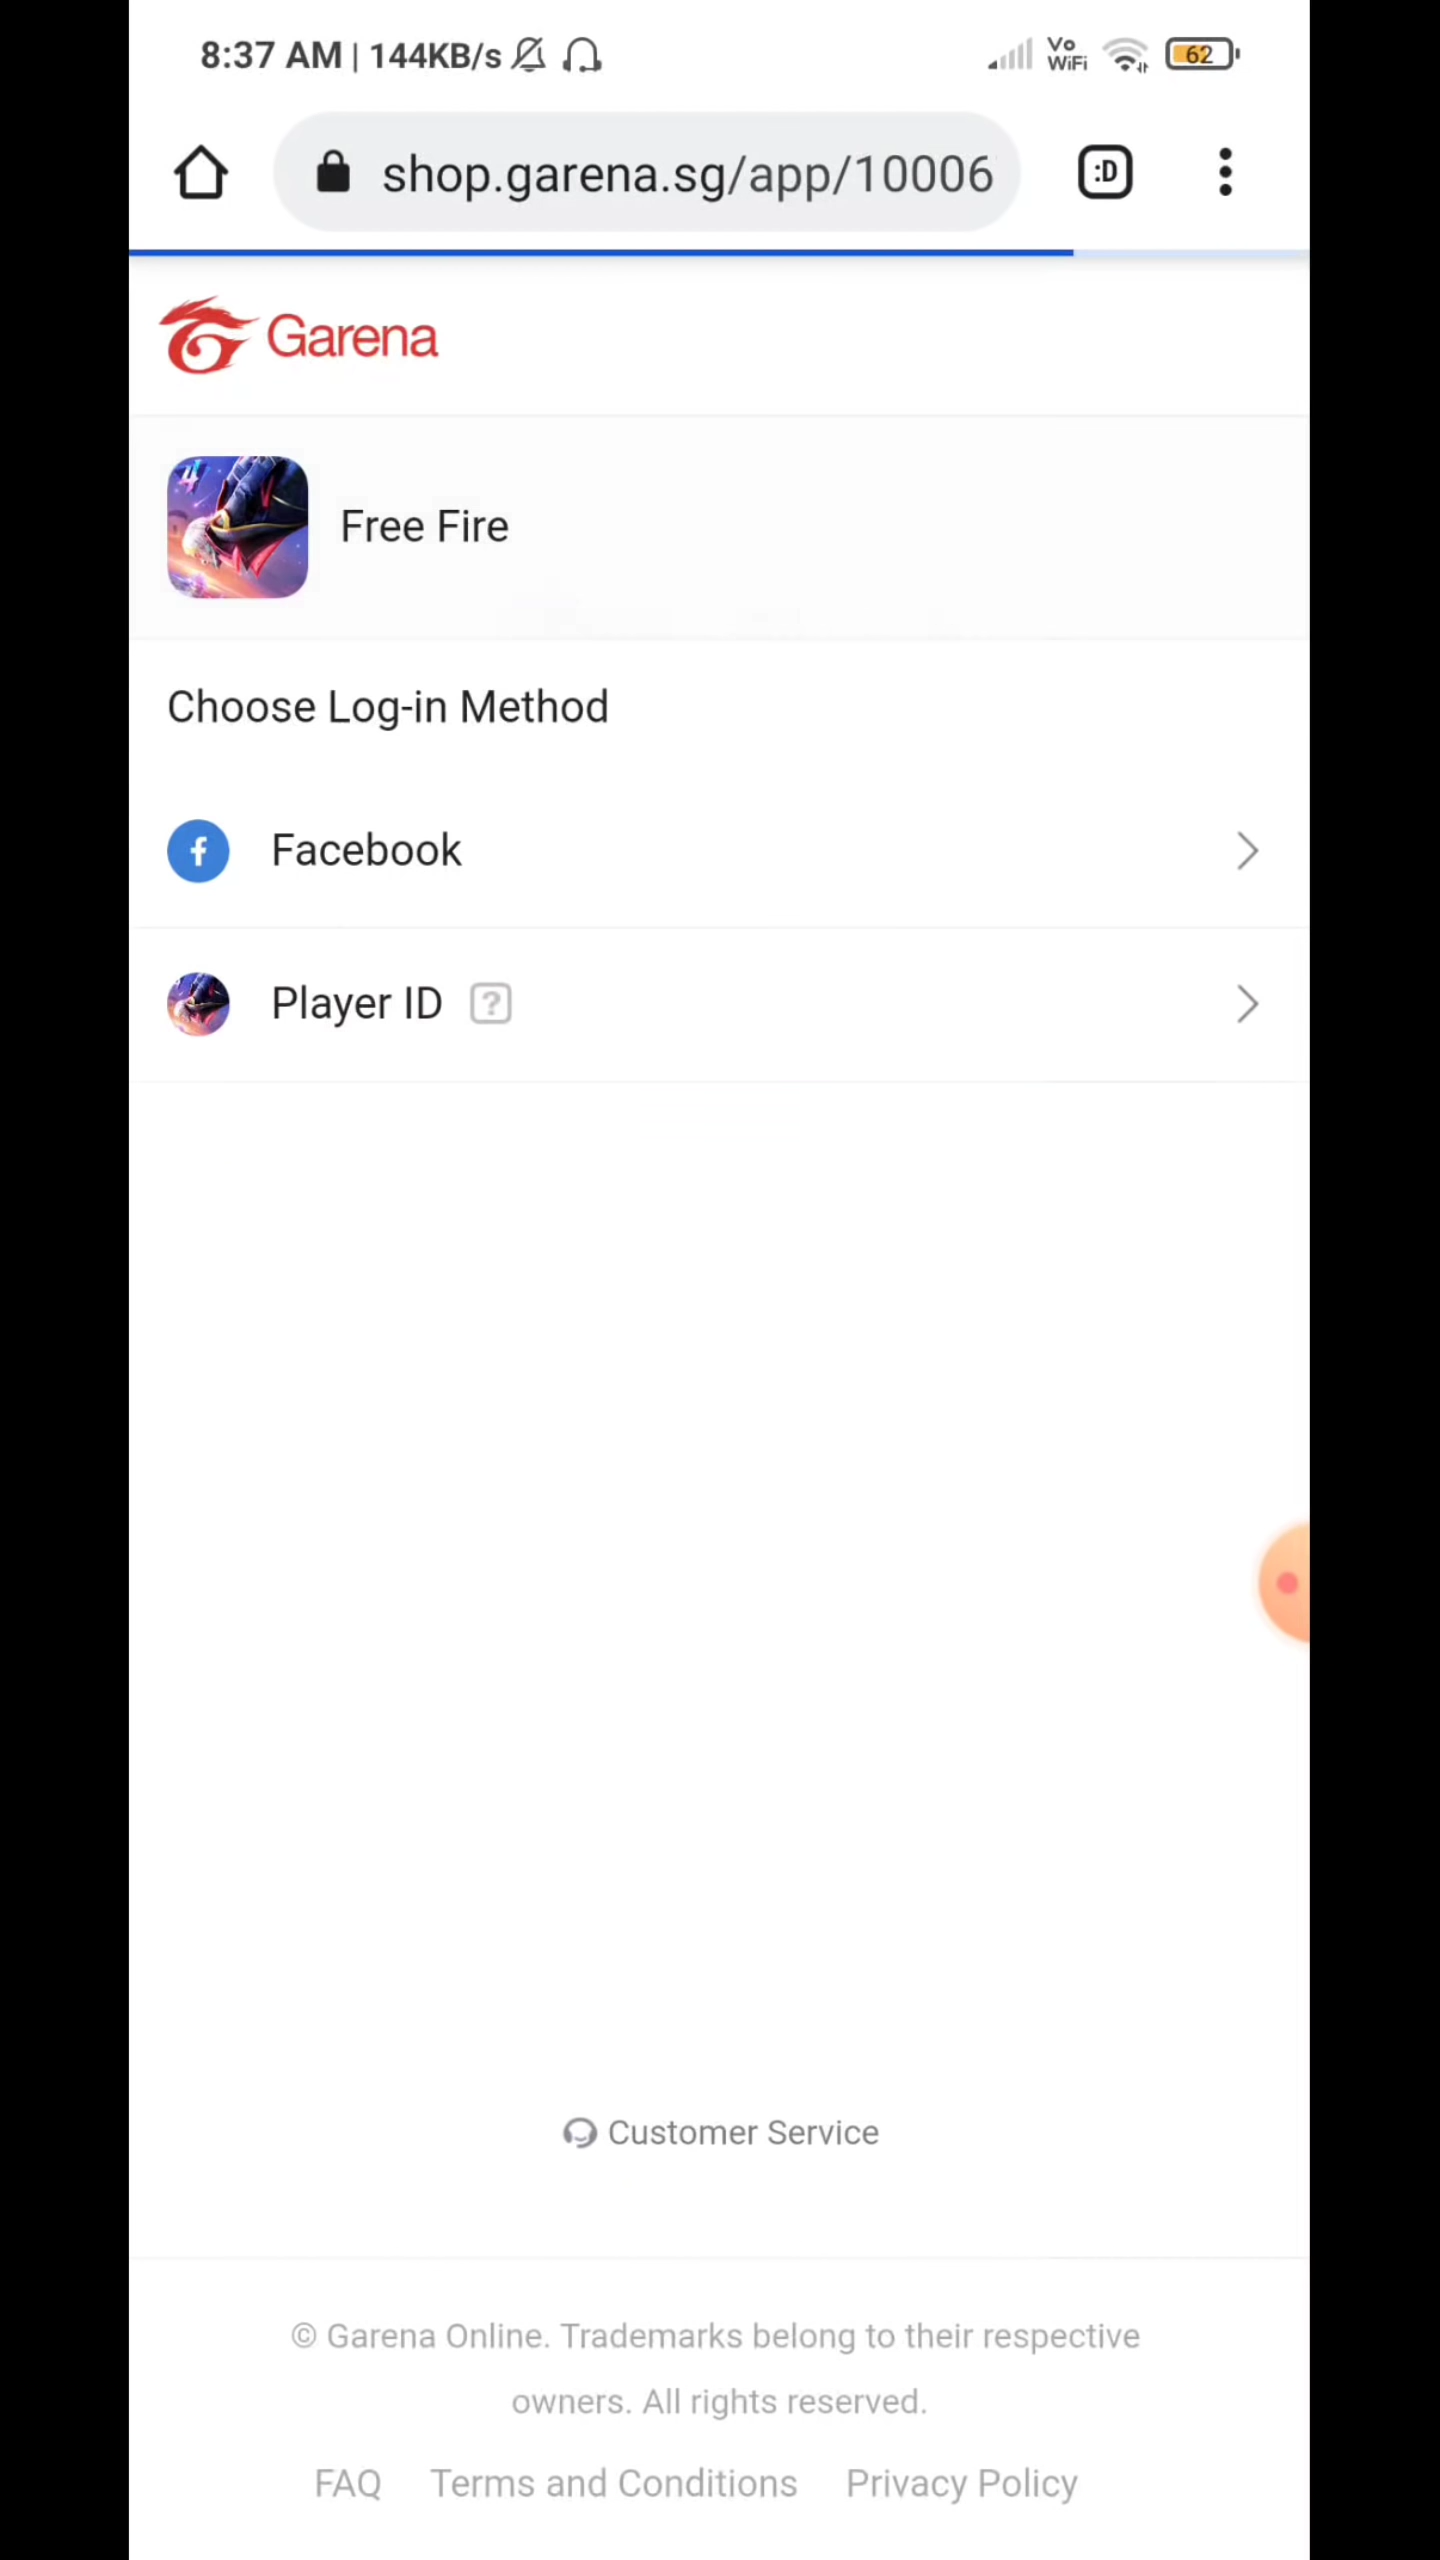 8:37 AM | 144KB/s
Vo
WiFi
62
shop.garena.sg/app/10006
:D
Garena
Free Fire
Choose Log-in Method
Facebook
Player ID ?
Customer Service
© Garena Online. Trademarks belong to their respective
owners. All rights reserved.
FAQ Terms and Conditions Privacy Policy